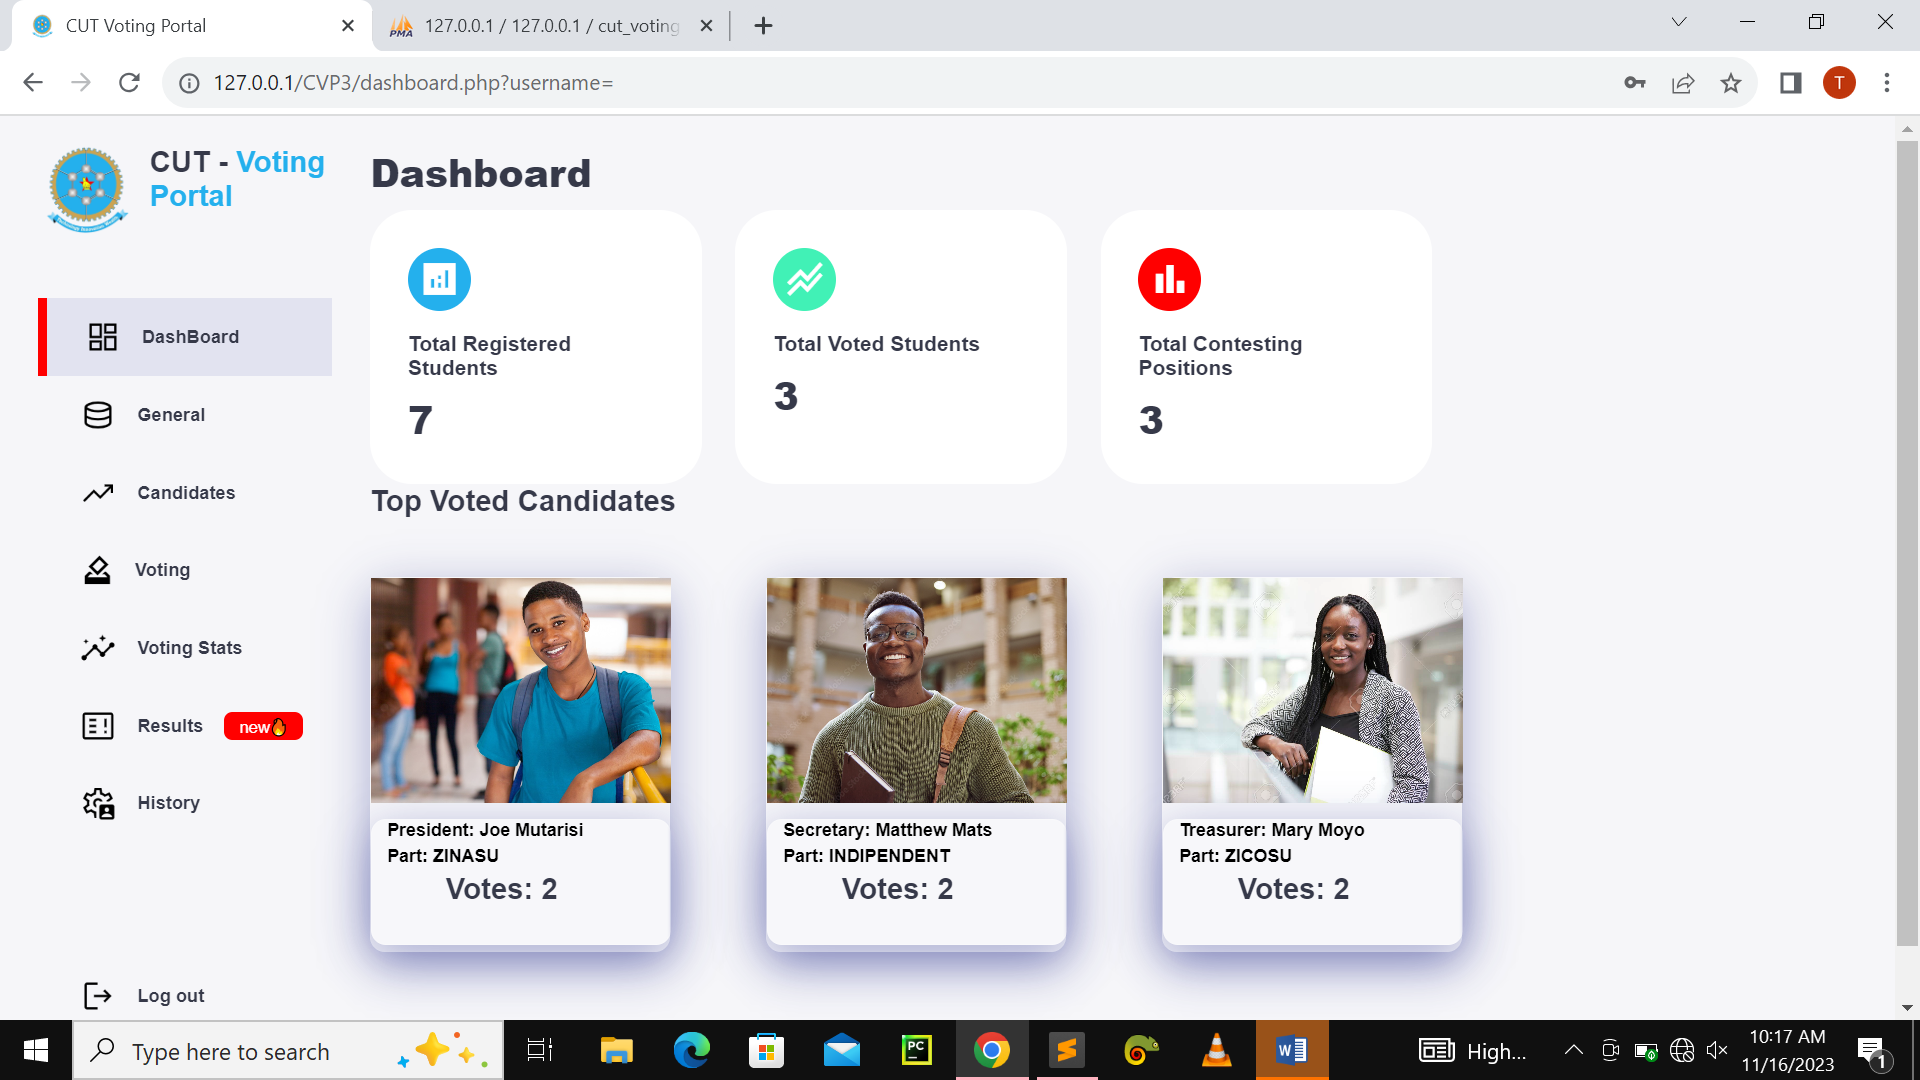 CUT Voting Portal
127.0.0.1 / 127.0.0.1 / cut_voting
127.0.0.1/CVP3/dashboard.php?username=
T
CUT - Voting
Portal
DashBoard
General
Candidates
Voting
Voting Stats
Results new🔥
History
Log out
Dashboard
Total Registered
Students
7
Total Voted Students
3
Total Contesting
Positions
3
Top Voted Candidates
President: Joe Mutarisi
Part: ZINASU
Votes: 2
Secretary: Matthew Mats
Part: INDIPENDENT
Votes: 2
Treasurer: Mary Moyo
Part: ZICOSU
Votes: 2
Type here to search
PC
High...
10:17 AM
11/16/2023
1